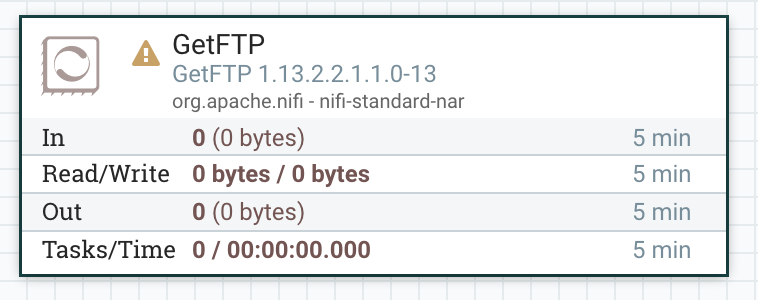 GetFTP
GetFTP 1.13.2.2.1.1.0-13
org.apache.nifi - nifi-standard-nar
In 0 (0 bytes) 5 min
Read/Write 0 bytes / 0 bytes 5 min
Out 0 (0 bytes) 5 min
Tasks/Time 0 / 00:00:00.000 5 min